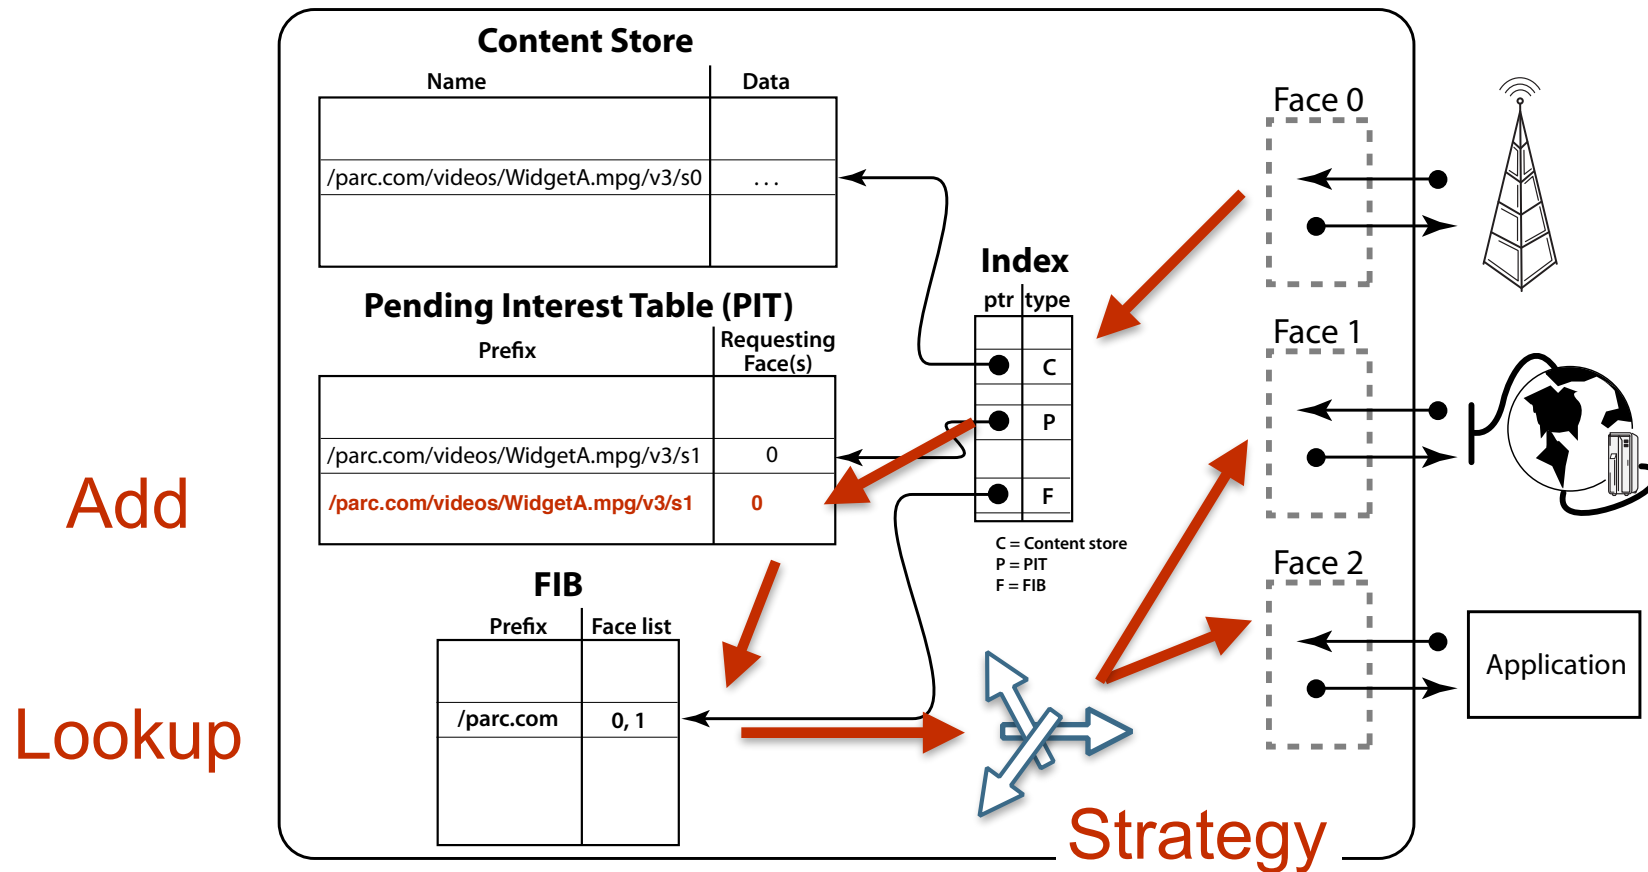 Content Store
Name Data
/parc.com/videos/WidgetA.mpg/v3/s0 ...
Pending Interest Table (PIT)
Prefix Requesting
Face(s)
/parc.com/videos/WidgetA.mpg/v3/s1 0
/parc.com/videos/WidgetA.mpg/v3/s1 0
Add
FIB
Prefix Face list
/parc.com 0, 1
Lookup
Index
ptr type
C
P
F
C = Content store
P = PIT
F = FIB
Face 0
Face 1
Face 2
Application
Strategy